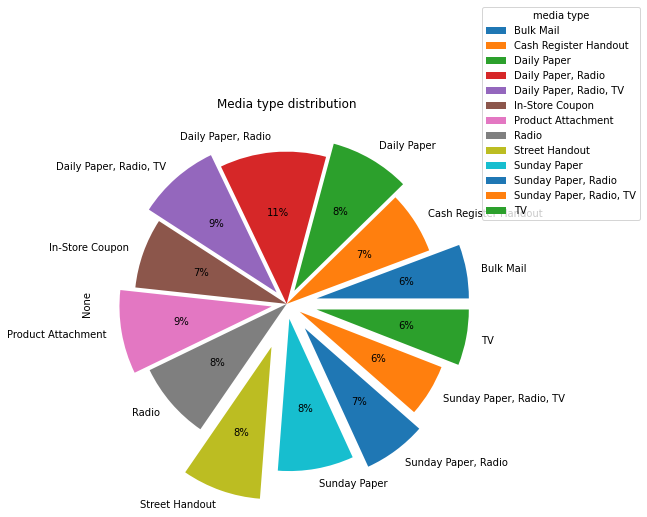 media type
Bulk Mail
Cash Register Handout
Daily Paper
Daily Paper, Radio
Daily Paper, Radio, TV
In-Store Coupon
Product Attachment
Radio
Street Handout
Sunday Paper
Sunday Paper, Radio
Sunday Paper, Radio, TV
TV
Media type distribution
Daily Paper, Radio
Daily Paper
Daily Paper, Radio, TV
Cash Register Handout
In-Store Coupon
Bulk Mail
Product Attachment
TV
Radio
Sunday Paper, Radio, TV
Street Handout
Sunday Paper
Sunday Paper, Radio
None
11%
8%
9%
7%
7%
6%
9%
6%
8%
6%
8%
8%
7%